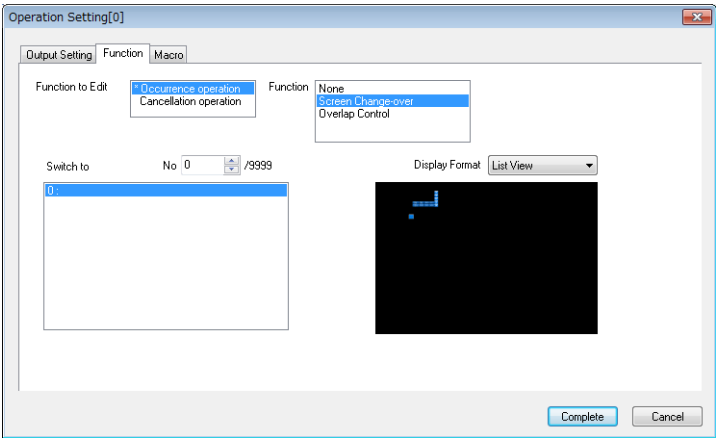 Operation Setting[0]
Output Setting Function Macro
Function to Edit
* Occurrence operation
Cancellation operation
Function
None
Screen Change-over
Overlap Control
Switch to No 0 /9999
Display Format List View
0 :
Complete Cancel